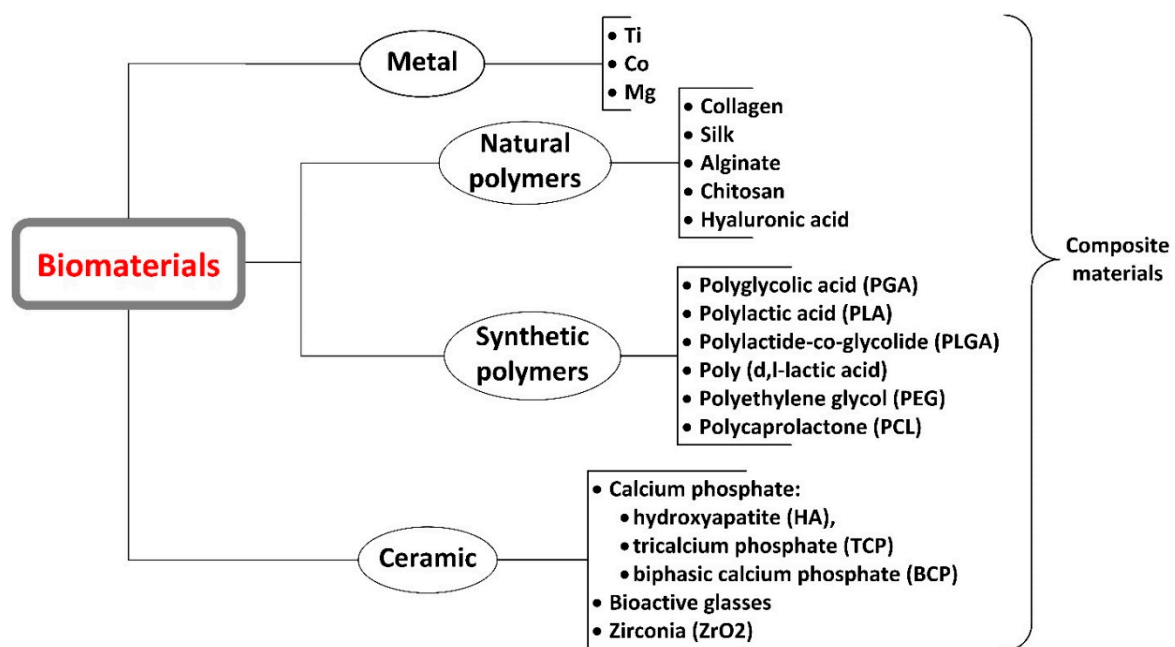 Biomaterials
Metal
• Ti
• Co
• Mg
Natural
polymers
• Collagen
• Silk
• Alginate
• Chitosan
• Hyaluronic acid
Synthetic
polymers
• Polyglycolic acid (PGA)
• Polylactic acid (PLA)
• Polylactide-co-glycolide (PLGA)
• Poly (d,l-lactic acid)
• Polyethylene glycol (PEG)
• Polycaprolactone (PCL)
Ceramic
• Calcium phosphate:
• hydroxyapatite (HA),
• tricalcium phosphate (TCP)
• biphasic calcium phosphate (BCP)
• Bioactive glasses
• Zirconia (ZrO2)
Composite
materials